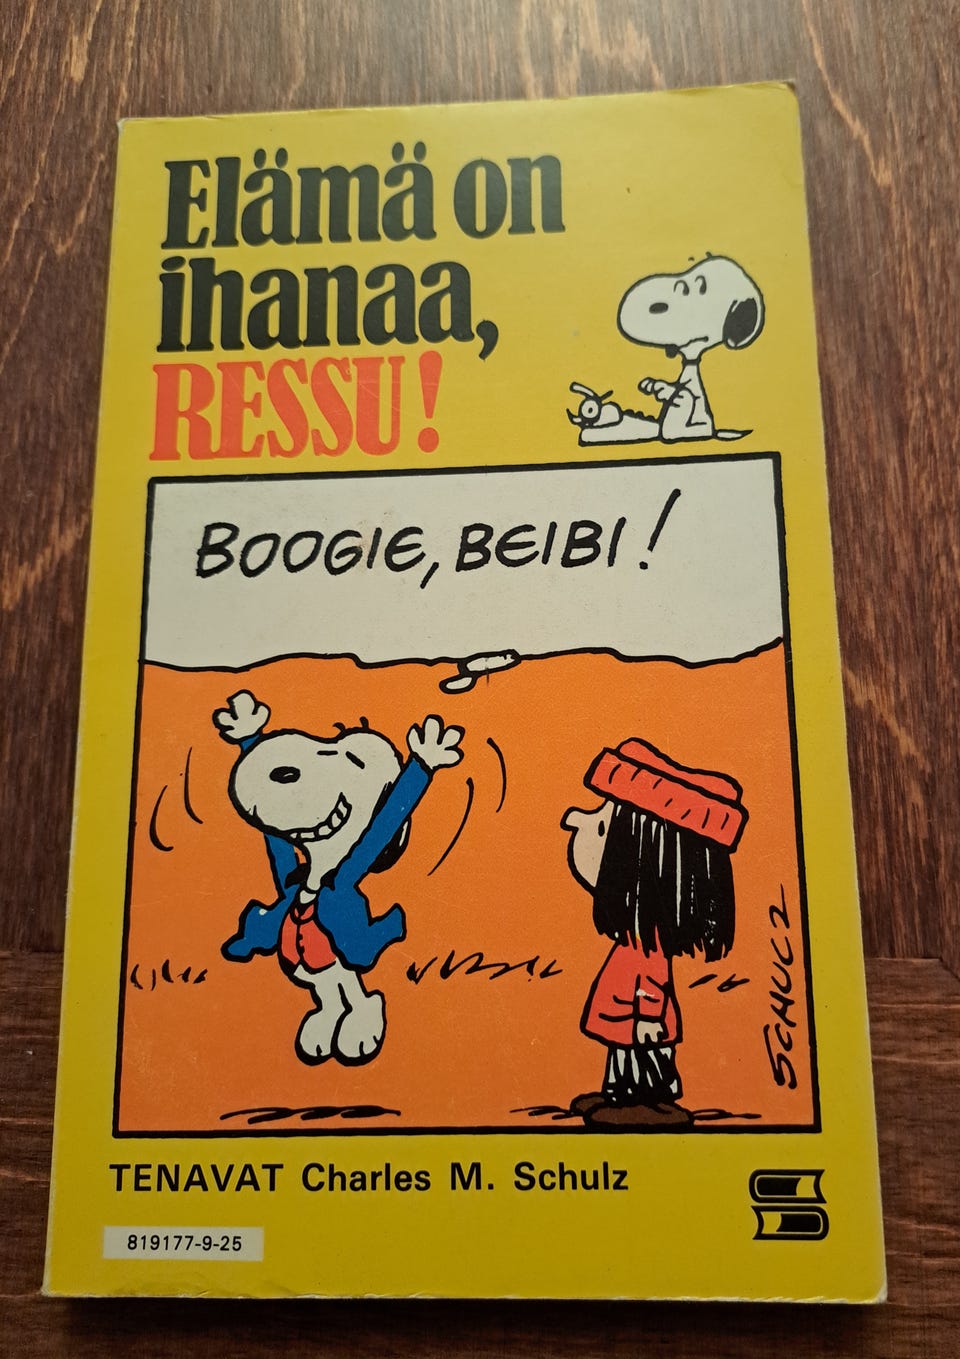 Elämä on
ihanaa,
RESSU!
BOOGIE, BEIBI!
SCHULZ
TENAVAT Charles M. Schulz
819177-9-25